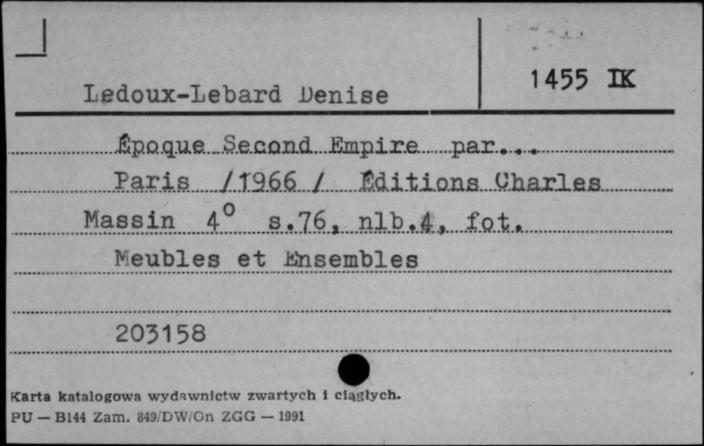 1455 IK
Ledoux-Lebard Denise
Époque Second Empire par...
Paris /1966/ Éditions Charles
Massin 4° s.76, nlb.4, fot.
Meubles et Ensembles
203158
Karta katalogowa wydawnictw zwartych i ciągłych.
PU — B144 Zam. 849/DW/On ZGG — 1991